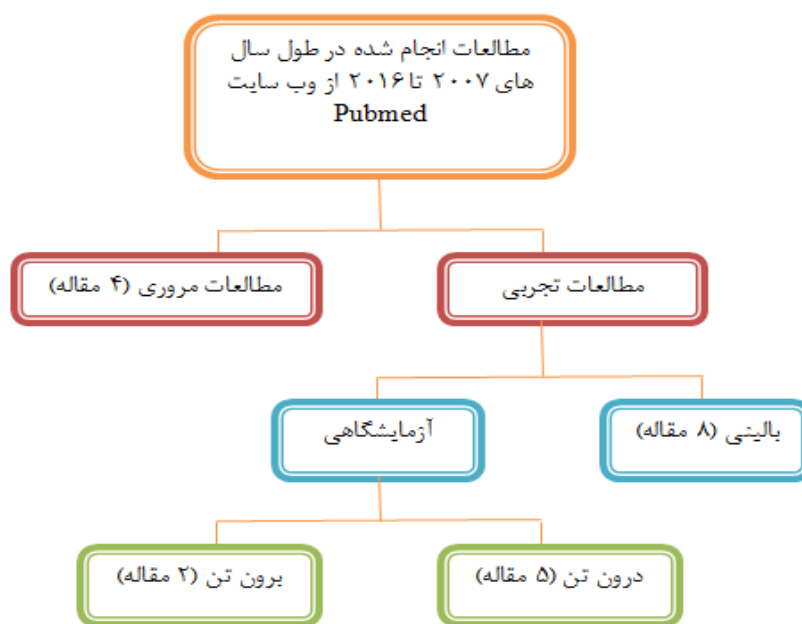 مطالعات انجام شده در طول سال
های ۲۰۰۷ تا ۲۰۱۶ از وب سایت
Pubmed
مطالعات تجربی
مطالعات مروری (۴ مقاله)
بالینی (۸ مقاله)
آزمایشگاهی
درون تن (۵ مقاله)
برون تن (۲ مقاله)